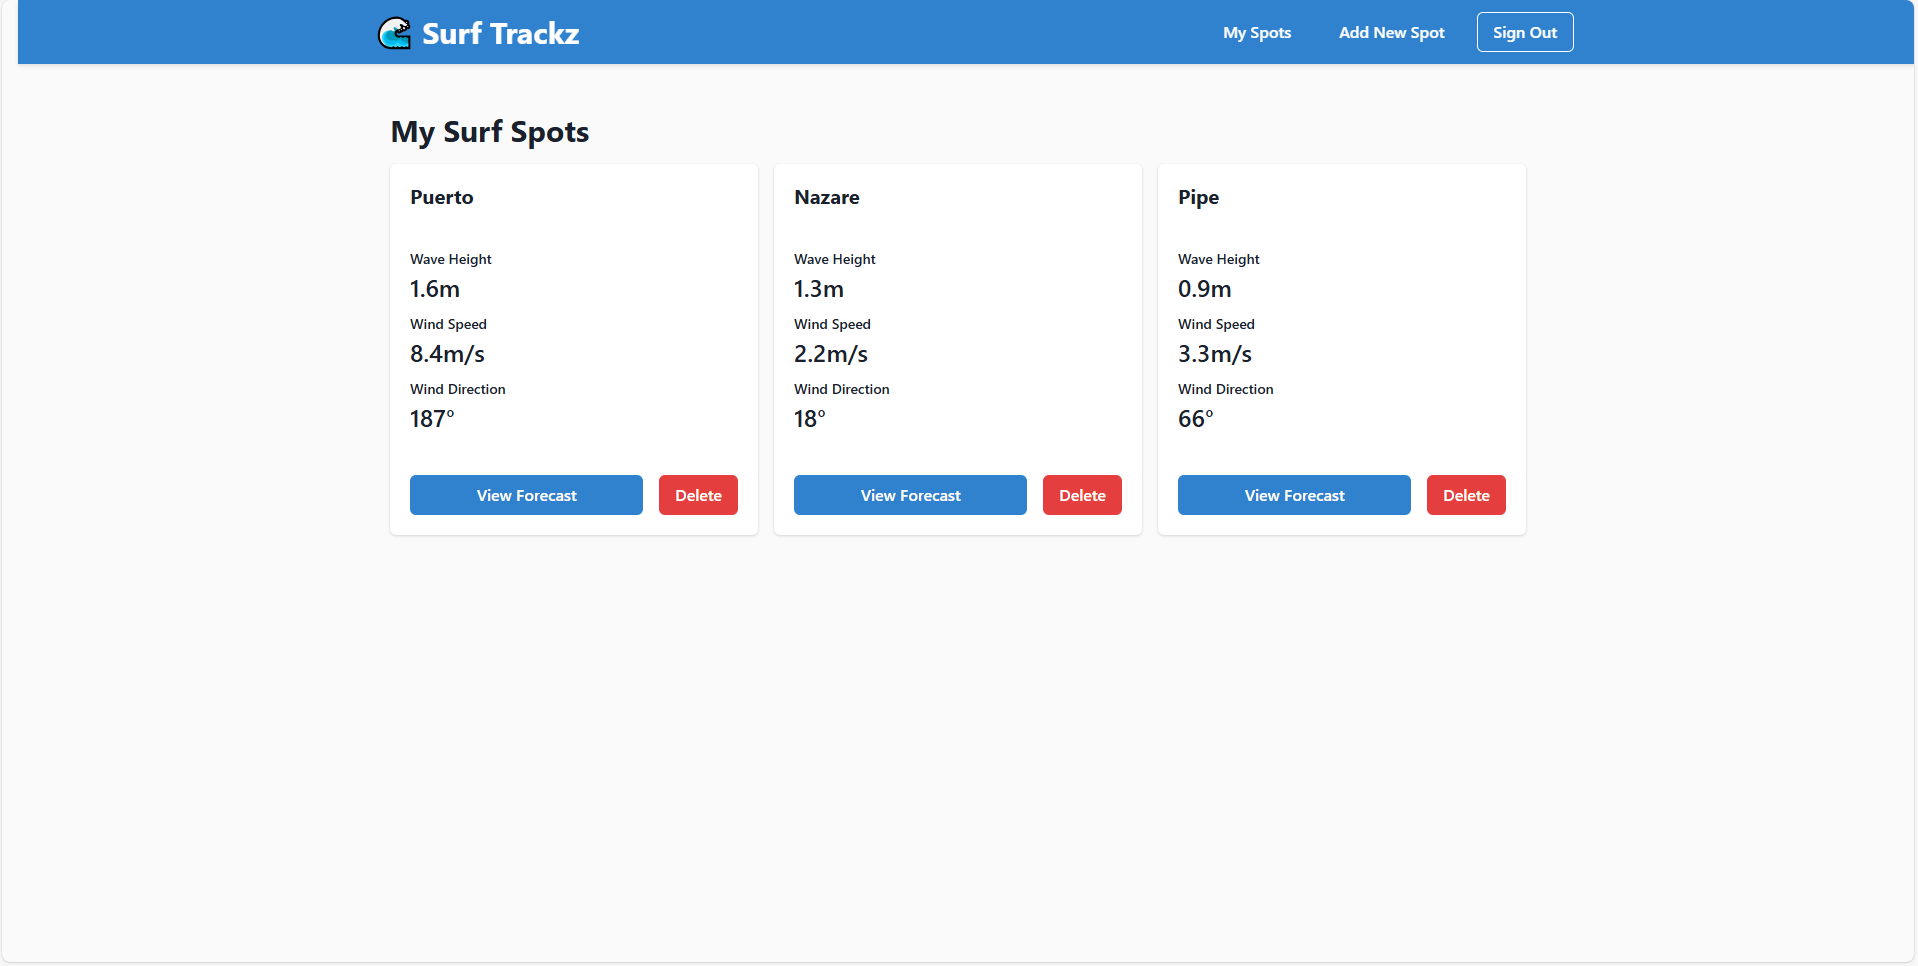 Surf Trackz
My Spots
Add New Spot
Sign Out
My Surf Spots
Puerto
Wave Height
1.6m
Wind Speed
8.4m/s
Wind Direction
187°
View Forecast
Delete
Nazare
Wave Height
1.3m
Wind Speed
2.2m/s
Wind Direction
18°
View Forecast
Delete
Pipe
Wave Height
0.9m
Wind Speed
3.3m/s
Wind Direction
66°
View Forecast
Delete